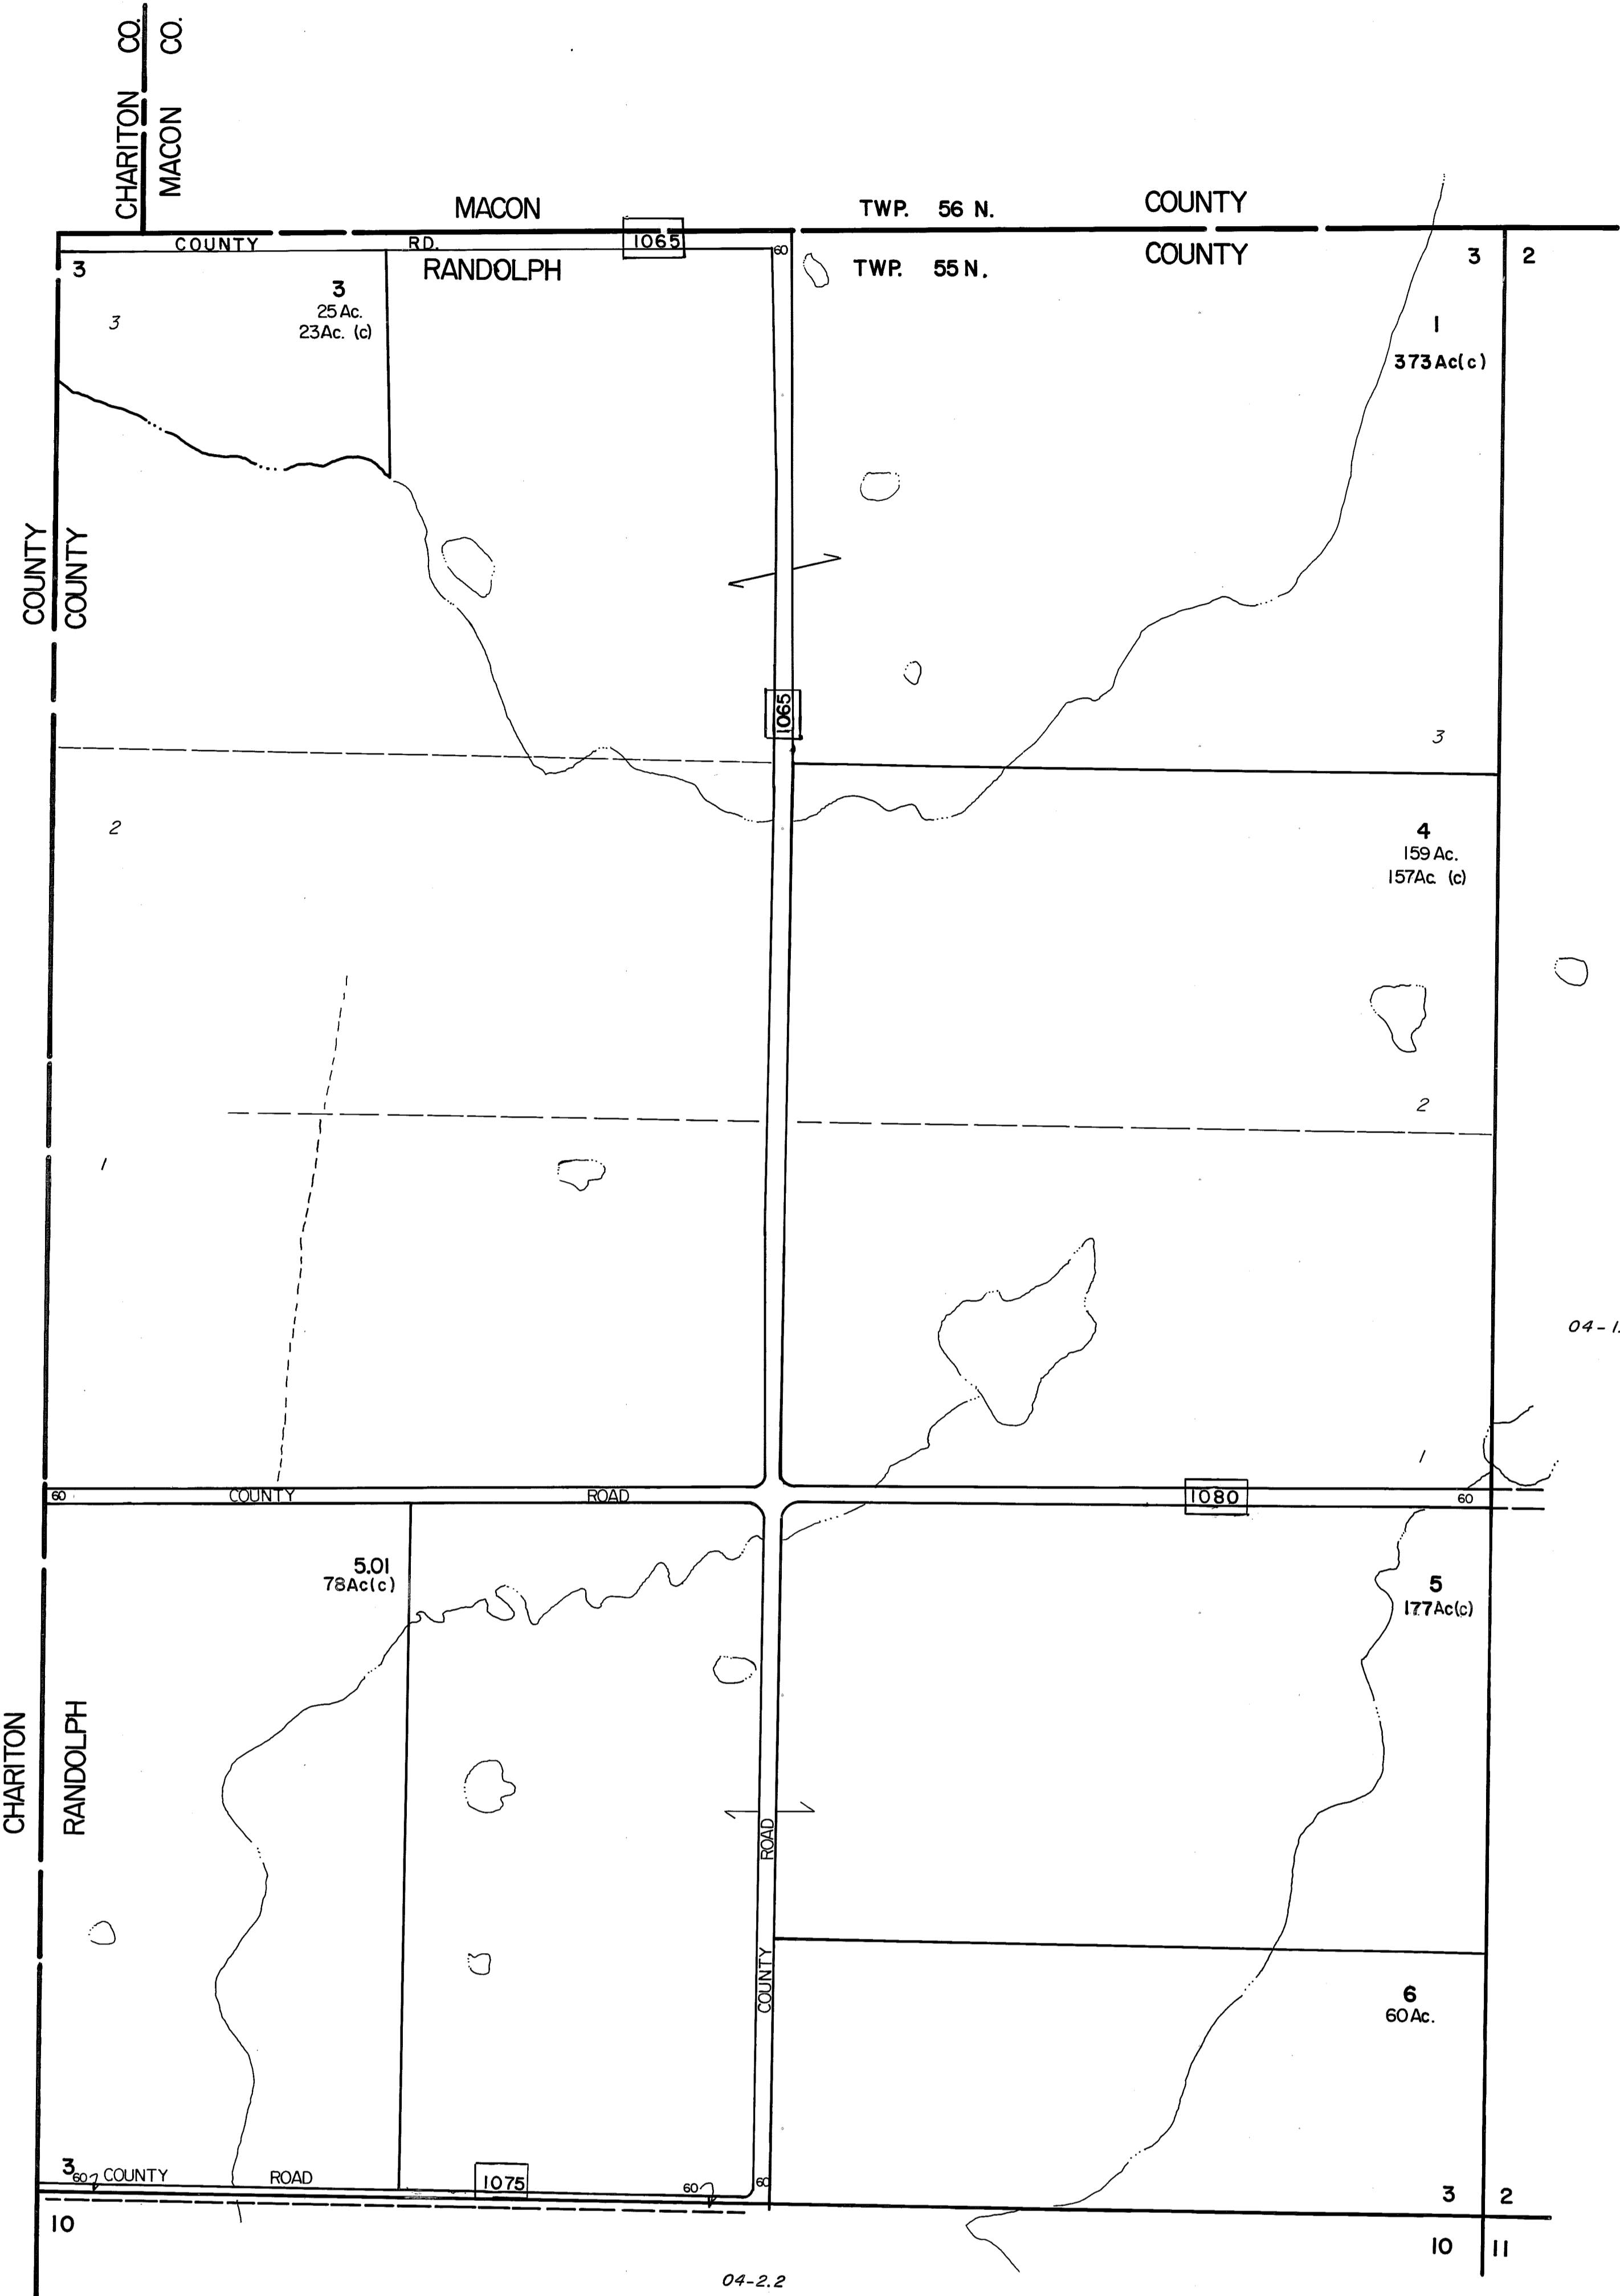 CHARITON CO.
MACON CO.
MACON TWP. 56 N. COUNTY
COUNTY RD. 1065
RANDOLPH TWP. 55 N. COUNTY
60
3
3 2
3
25 Ac.
23 Ac. (c)
3
1
373 Ac(c)
COUNTY
COUNTY
1065
3
2
4
159 Ac.
157 Ac. (c)
2
1
04-1.
1
60 COUNTY ROAD 1080 60
5.01
78 Ac(c)
5
177 Ac(c)
CHARITON
RANDOLPH
COUNTY ROAD
6
60 Ac.
3
60 COUNTY ROAD 1075 60 60
3 2
10
10 11
04-2.2